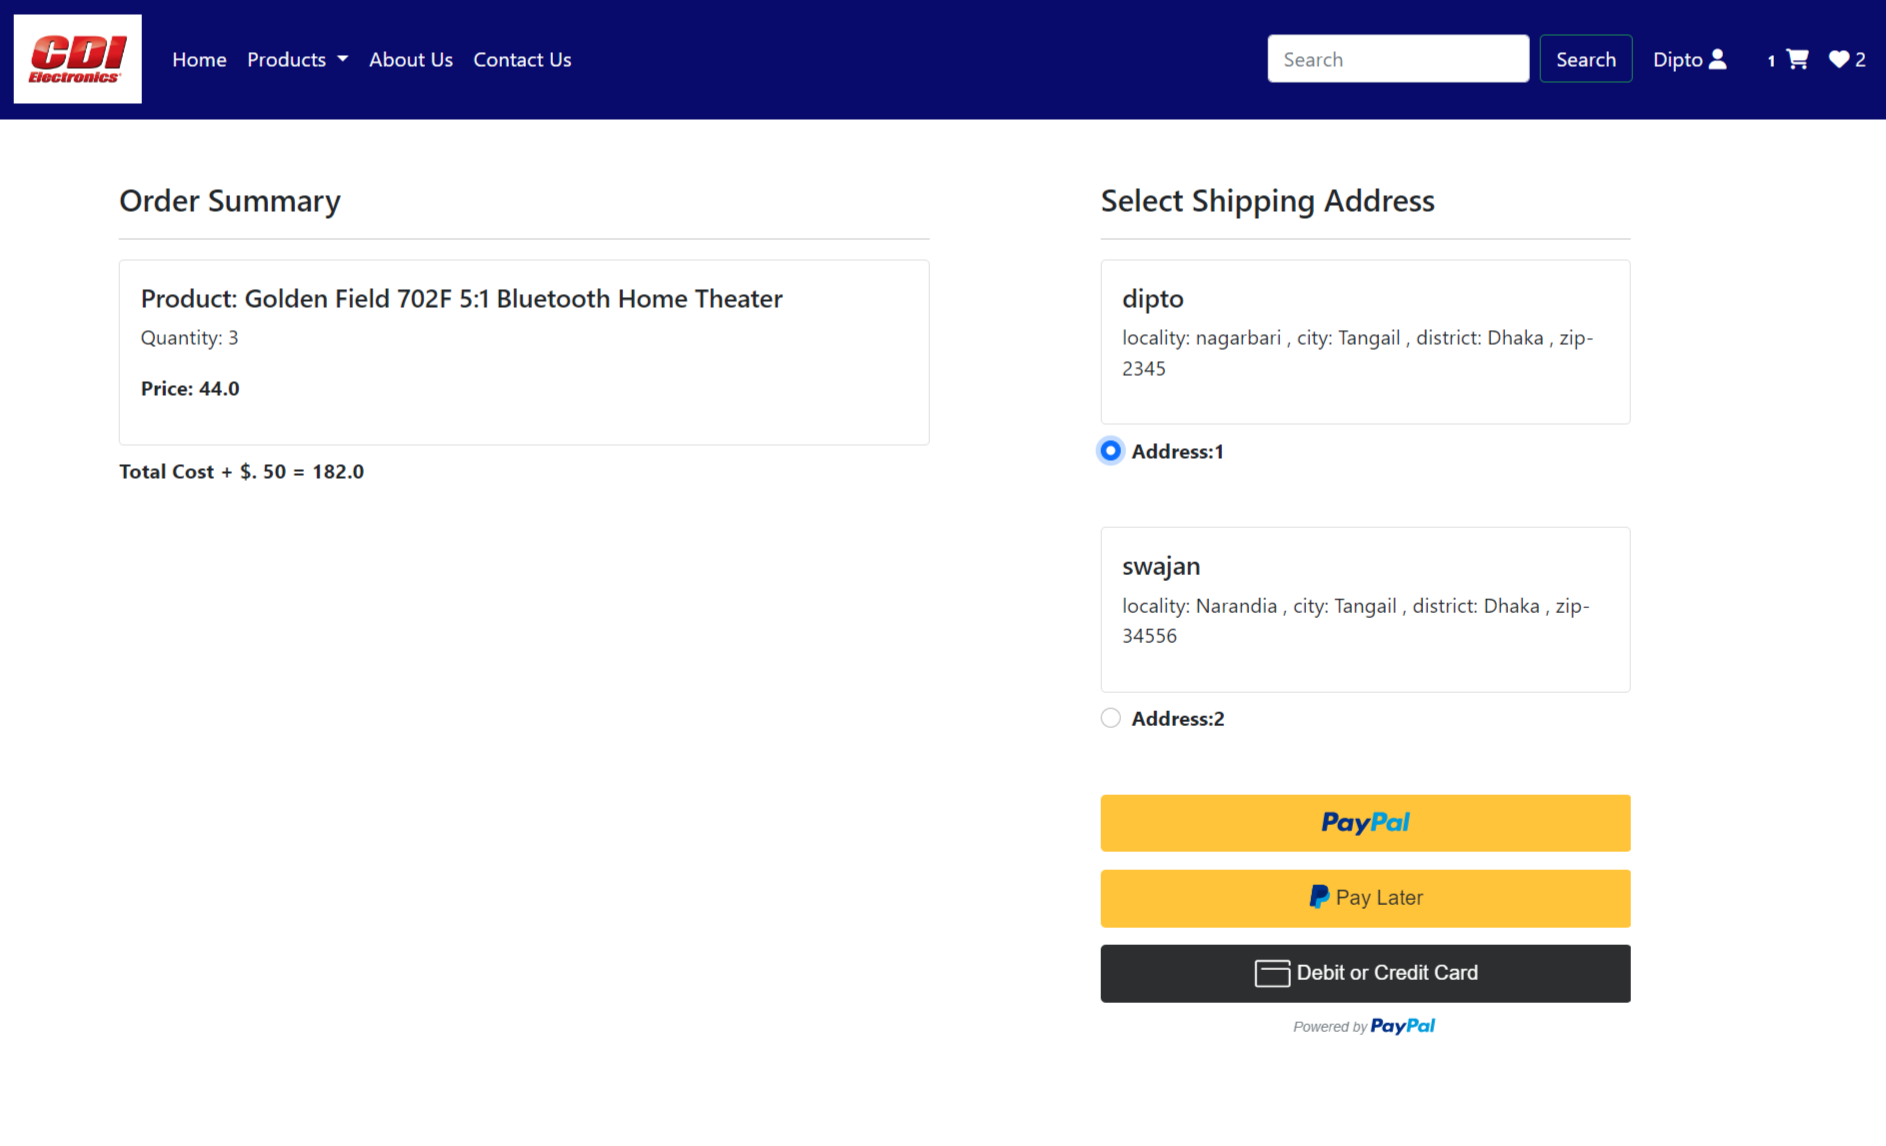 CDI
Electronics
Home Products About Us Contact Us Search Search Dipto 1 2
Order Summary
Product: Golden Field 702F 5:1 Bluetooth Home Theater
Quantity: 3
Price: 44.0
Total Cost + $. 50 = 182.0
Select Shipping Address
dipto
locality: nagarbari , city: Tangail , district: Dhaka , zip-
2345
Address:1
swajan
locality: Narandia , city: Tangail , district: Dhaka , zip-
34556
Address:2
PayPal
Pay Later
Debit or Credit Card
Powered by PayPal